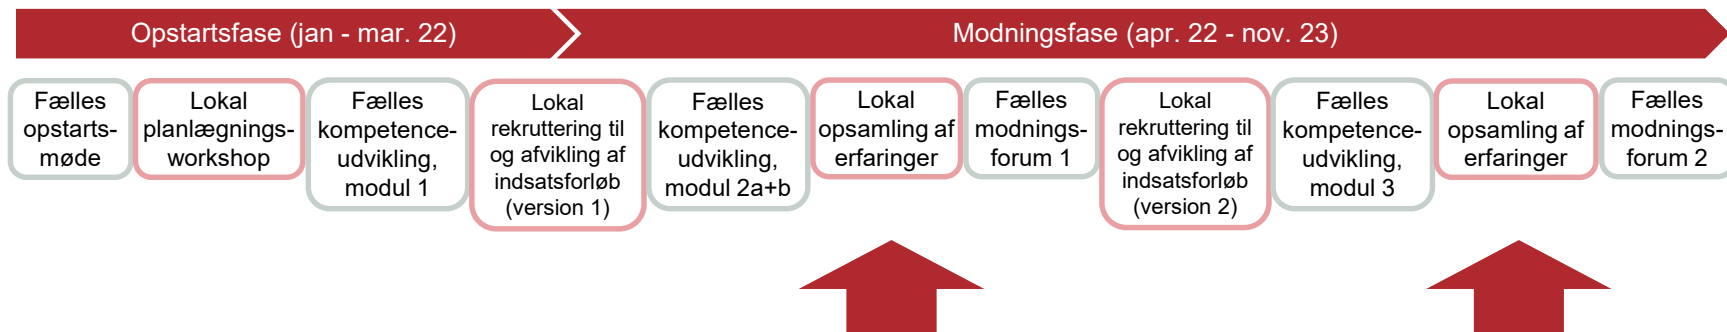 Opstartsfase (jan - mar. 22)
Modningsfase (apr. 22 - nov. 23)
Fælles
opstarts-
møde
Lokal
planlægnings-
workshop
Fælles
kompetence-
udvikling,
modul 1
Lokal
rekruttering til
og afvikling af
indsatsforløb
(version 1)
Fælles
kompetence-
udvikling,
modul 2a+b
Lokal
opsamling af
erfaringer
Fælles
modnings-
forum 1
Lokal
rekruttering til
og afvikling af
indsatsforløb
(version 2)
Fælles
kompetence-
udvikling,
modul 3
Lokal
opsamling af
erfaringer
Fælles
modnings-
forum 2